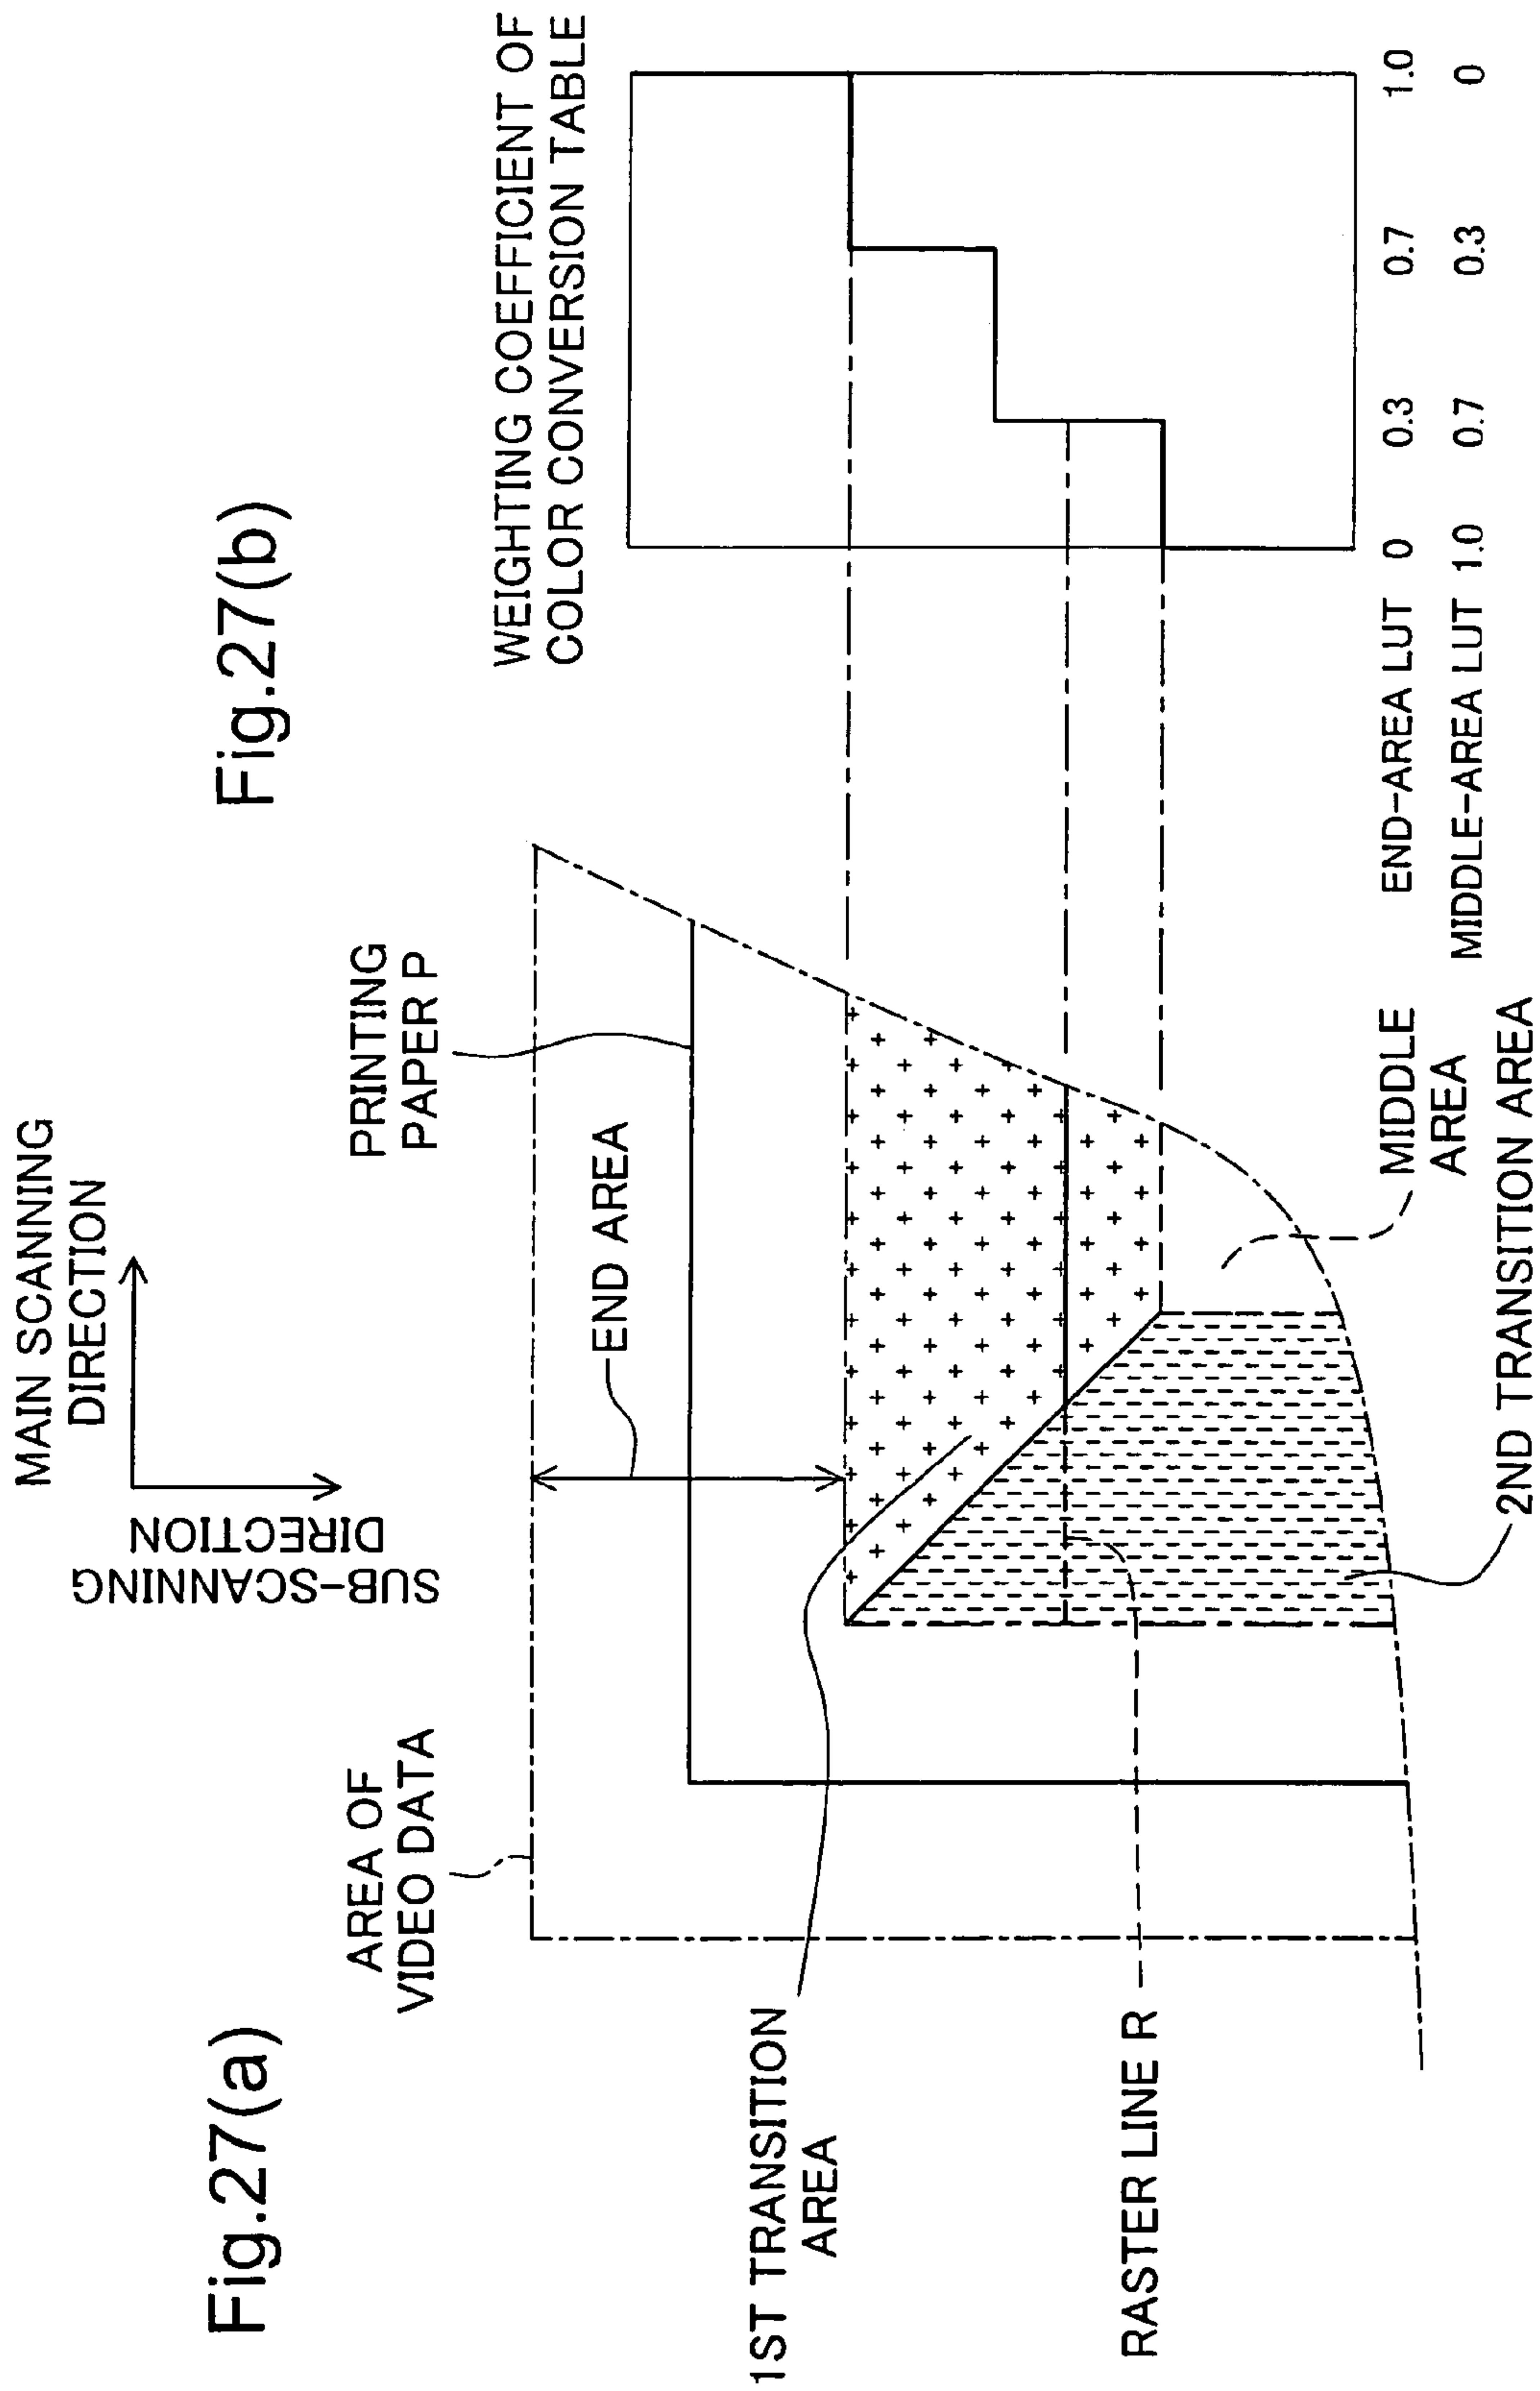 Fig.27(a)
Fig.27(b)
MAIN SCANNING
DIRECTION
SUB-SCANNING
DIRECTION
AREA OF
VIDEO DATA
PRINTING
PAPER P
END AREA
1ST TRANSITION
AREA
RASTER LINE R
MIDDLE
AREA
2ND TRANSITION AREA
WEIGHTING COEFFICIENT OF
COLOR CONVERSION TABLE
END-AREA LUT 0 0.3 0.7 1.0
MIDDLE-AREA LUT 1.0 0.7 0.3 0